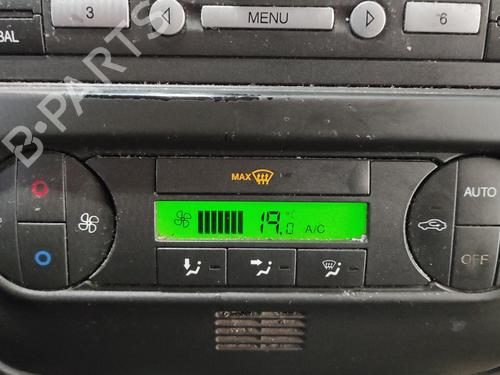 3
MENU
6
BAL
B-PARTS
MAX
AUTO
19.0
A/C
OFF